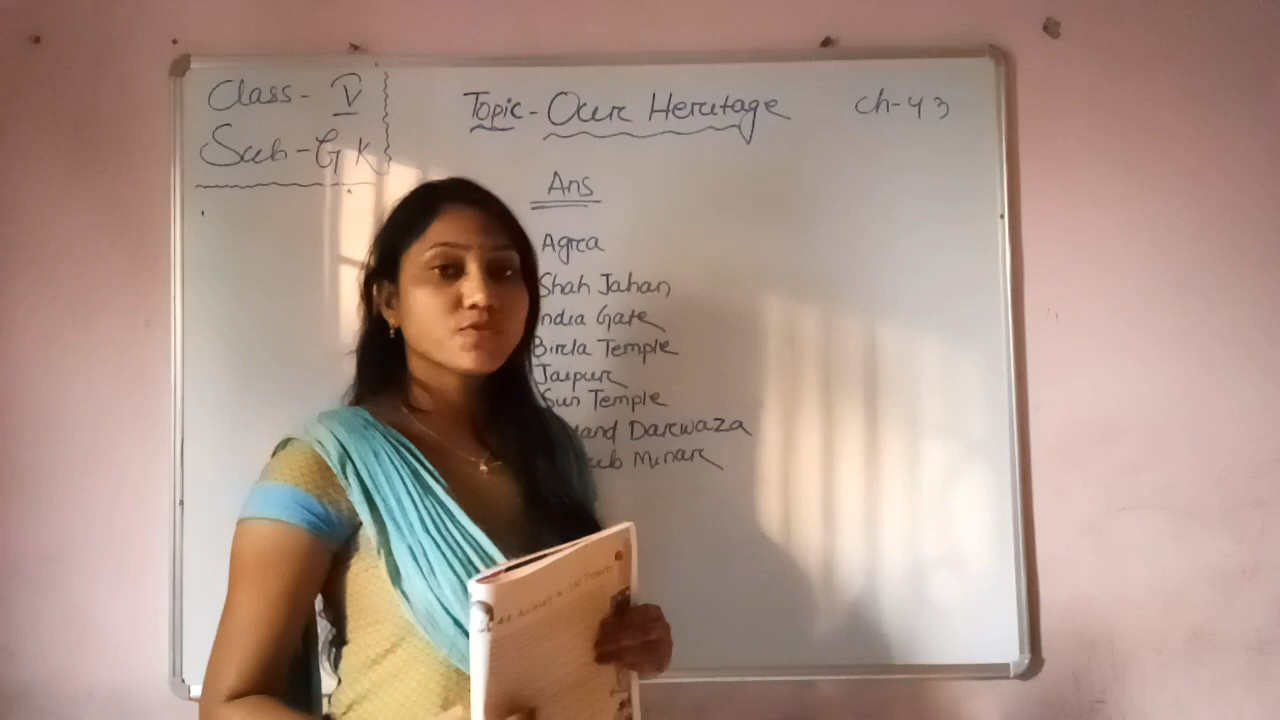 Class- V
Sub- G K
Topic- Our Heritage
Ch-43
Ans
Agra
Shah Jahan
India Gate
Birla Temple
Jaipur
Sun Temple
Darwaza
Minar